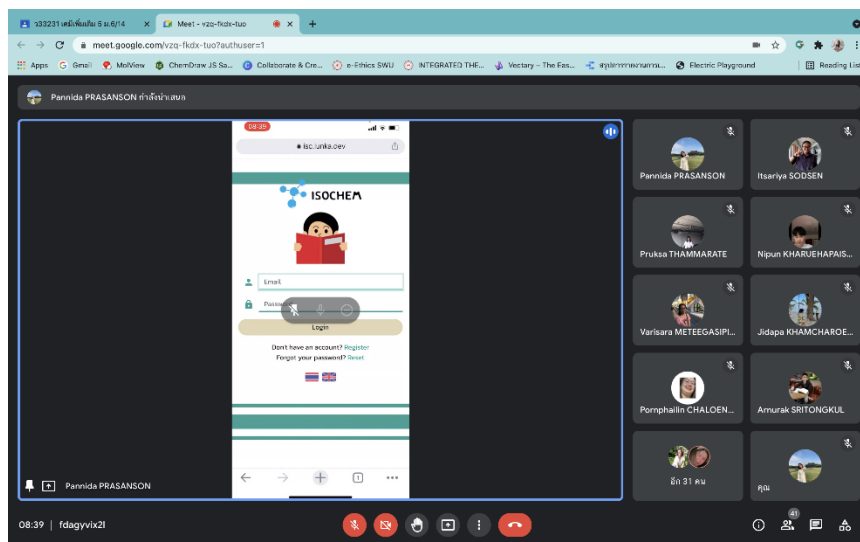 ว33231 เคมีเพิ่มเติม 5 ม.6/14
Meet - vzq-fkdx-tuo
meet.google.com/vzq-fkdx-tuo?authuser=1
Apps
Gmail
MolView
ChemDraw JS Sa...
Collaborate & Cre...
e-Ethics SWU
INTEGRATED THE...
Vectary – The Eas...
Electric Playground
Reading List
Pannida PRASANSON กำลังนำเสนอ
08:39
isc.iunka.dev
ISOCHEM
Email
Password
Login
Don't have an account? Register
Forgot your password? Reset
1
Pannida PRASANSON
Itsariya SODSEN
Pruksa THAMMARATE
Nipun KHARUEHAPAIS...
Varisara METEEGASIPI...
Jidapa KHAMCHAROE...
Pornphailin CHALOEN...
Amurak SRITONGKUL
อีก 31 คน
คุณ
Pannida PRASANSON
08:39 | fdagyvix2l
41